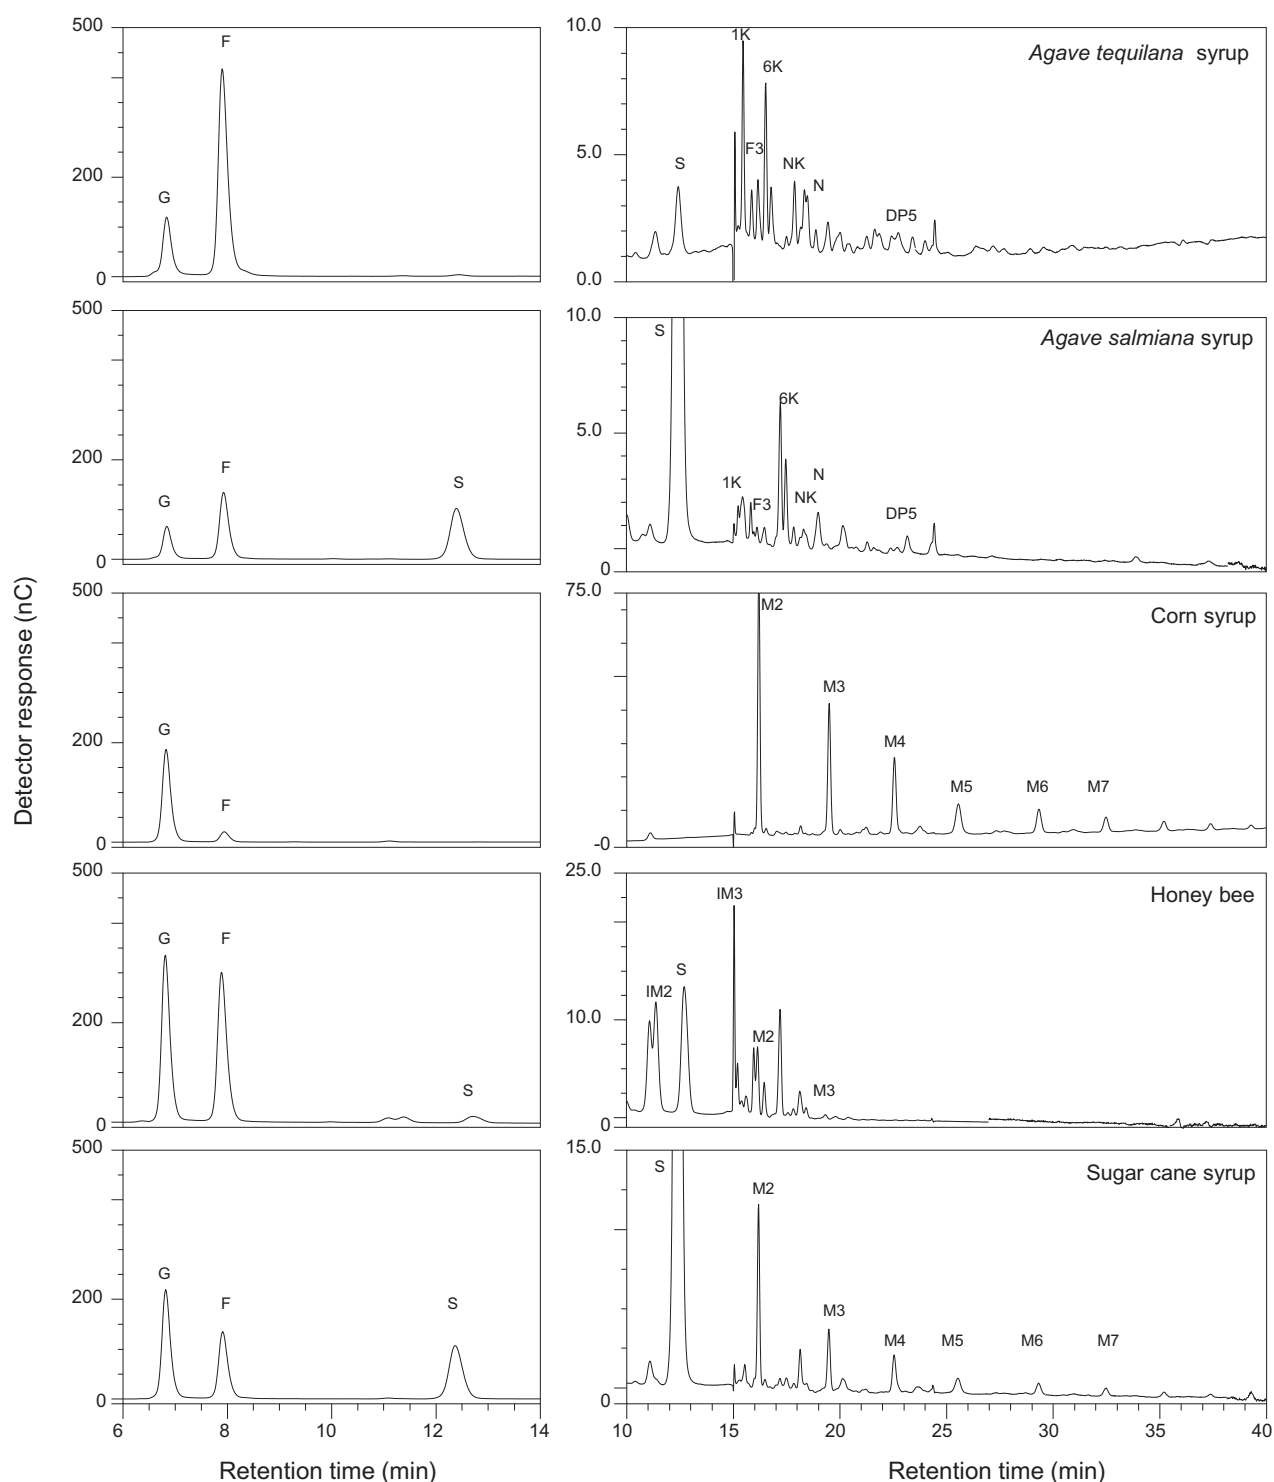 Detector response (nC)
500
200
0
G
F
10.0
5.0
0.0
Agave tequilana syrup
S
1K
F3
6K
NK
N
DP5
500
200
0
G
F
S
10.0
5.0
0
Agave salmiana syrup
S
1K
F3
6K
NK
N
DP5
500
200
0
G
F
75.0
-0
Corn syrup
M2
M3
M4
M5
M6
M7
500
200
0
G
F
S
25.0
10.0
0
Honey bee
IM2
S
IM3
M2
M3
500
200
0
G
F
S
6
8
10
12
14
Retention time (min)
15.0
0
Sugar cane syrup
S
M2
M3
M4
M5
M6
M7
10
15
20
25
30
35
40
Retention time (min)